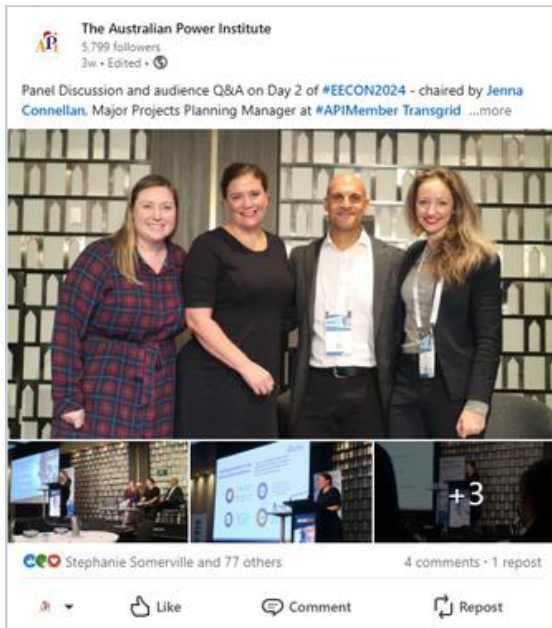 The Australian Power Institute
5,799 followers
3w • Edited •
Panel Discussion and audience Q&A on Day 2 of #EECON2024 - chaired by Jenna
Connellan, Major Projects Planning Manager at #APIMember Transgrid ...more
+3
Stephanie Somerville and 77 others
4 comments • 1 repost
Like
Comment
Repost